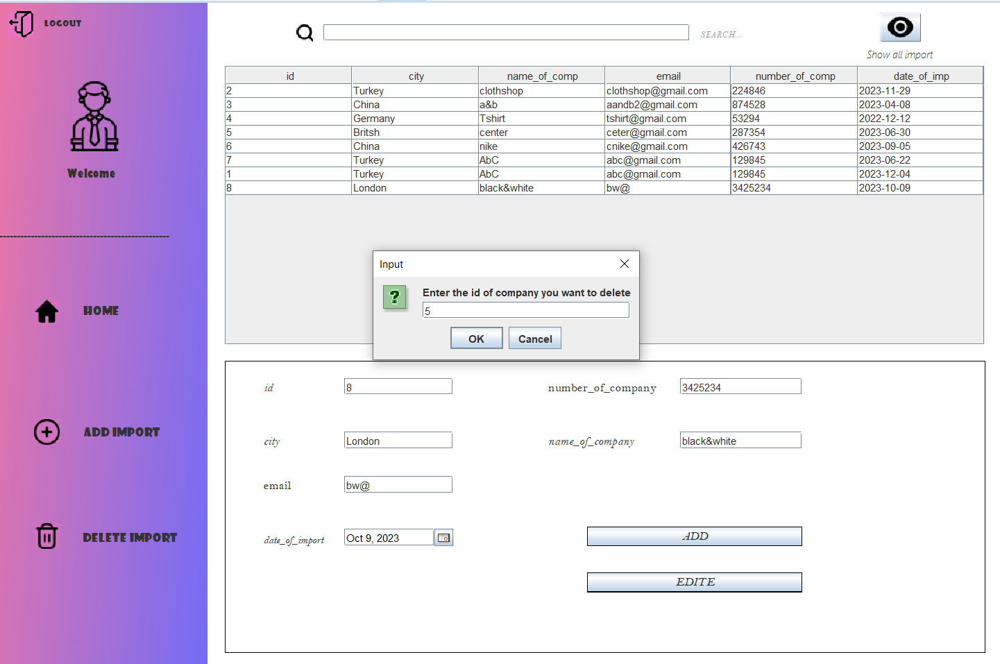 LOGOUT
SEARCH...
Show all import
Welcome
------------------------------------------------
HOME
ADD IMPORT
DELETE IMPORT
id city name_of_comp email number_of_comp date_of_imp
2 Turkey clothshop clothshop@gmail.com 224846 2023-11-29
3 China a&b aandb2@gmail.com 874528 2023-04-08
4 Germany Tshirt tshirt@gmail.com 53294 2022-12-12
5 Britsh center ceter@gmail.com 287354 2023-06-30
6 China nike cnike@gmail.com 426743 2023-09-05
7 Turkey AbC abc@gmail.com 129845 2023-06-22
1 Turkey AbC abc@gmail.com 129845 2023-12-04
8 London black&white bw@ 3425234 2023-10-09
Input
Enter the id of company you want to delete
5
OK Cancel
id 8 number_of_company 3425234
city London name_of_company black&white
email bw@
date_of_import Oct 9, 2023 ADD
EDITE